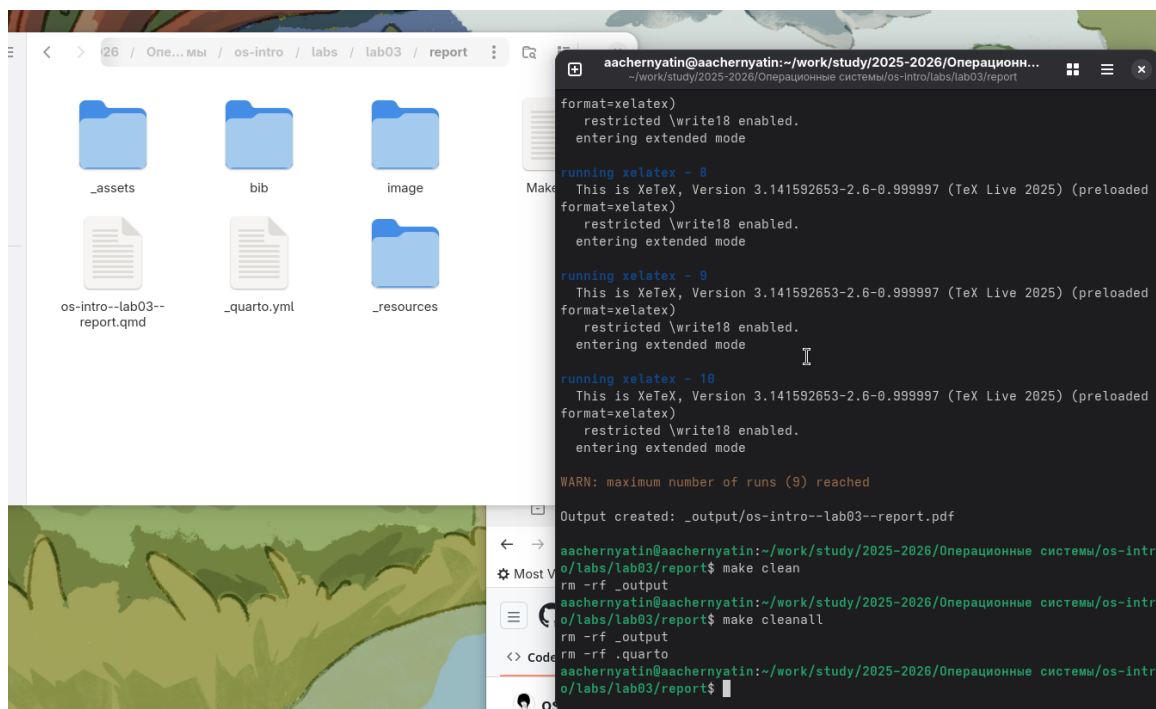 26 / Опе…мы / os-intro / labs / lab03 / report
_assets
bib
image
Make
os-intro--lab03--
report.qmd
_quarto.yml
_resources
Most V
Code
os
aachernyatin@aachernyatin:~/work/study/2025-2026/Операционн...
~/work/study/2025-2026/Операционные системы/os-intro/labs/lab03/report
format=xelatex)
restricted \write18 enabled.
entering extended mode
running xelatex - 8
This is XeTeX, Version 3.141592653-2.6-0.999997 (TeX Live 2025) (preloaded
format=xelatex)
restricted \write18 enabled.
entering extended mode
running xelatex - 9
This is XeTeX, Version 3.141592653-2.6-0.999997 (TeX Live 2025) (preloaded
format=xelatex)
restricted \write18 enabled.
entering extended mode
running xelatex - 10
This is XeTeX, Version 3.141592653-2.6-0.999997 (TeX Live 2025) (preloaded
format=xelatex)
restricted \write18 enabled.
entering extended mode
WARN: maximum number of runs (9) reached
Output created: _output/os-intro--lab03--report.pdf
aachernyatin@aachernyatin:~/work/study/2025-2026/Операционные системы/os-intr
o/labs/lab03/report$ make clean
rm -rf _output
aachernyatin@aachernyatin:~/work/study/2025-2026/Операционные системы/os-intr
o/labs/lab03/report$ make cleanall
rm -rf _output
rm -rf .quarto
aachernyatin@aachernyatin:~/work/study/2025-2026/Операционные системы/os-intr
o/labs/lab03/report$